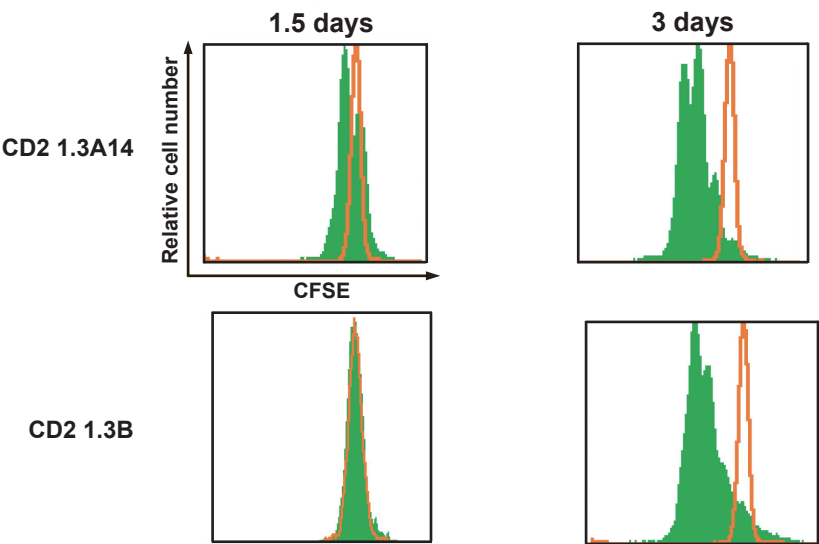 1.5 days
3 days
CD2 1.3A14
Relative cell number
CFSE
CD2 1.3B